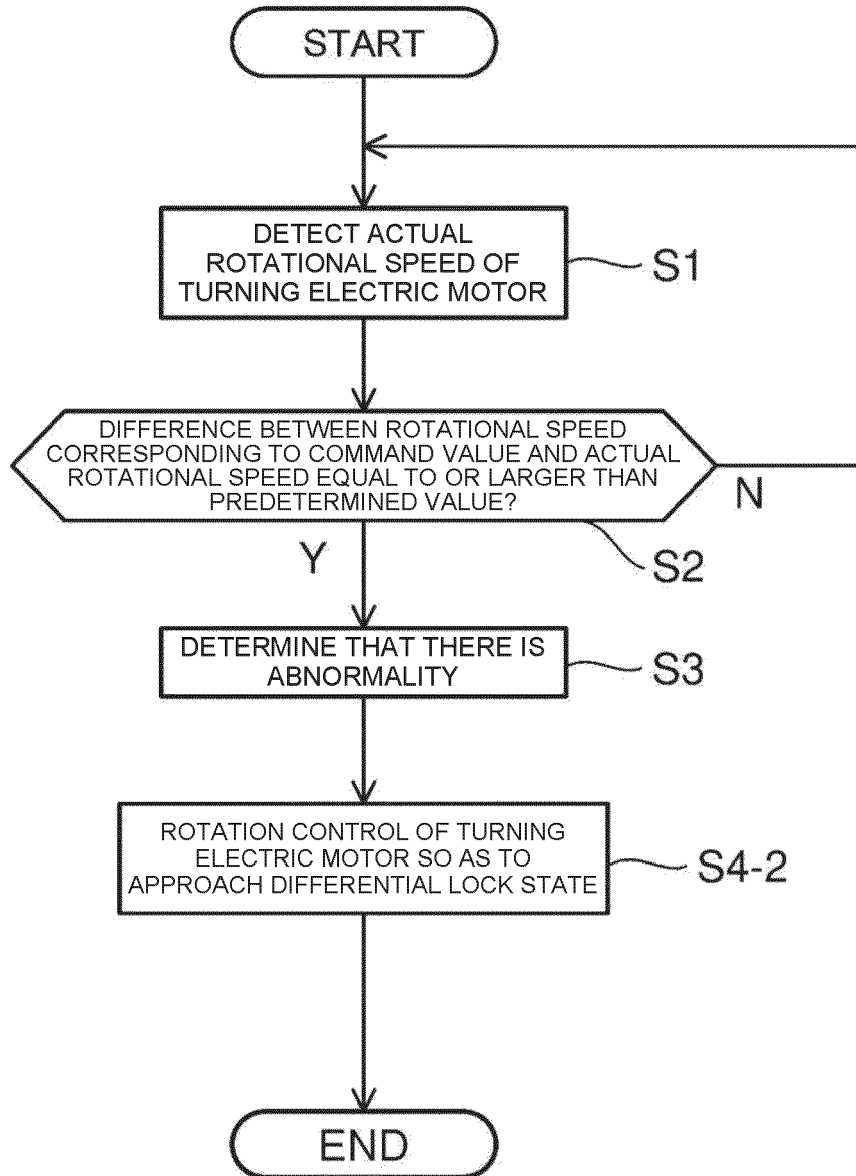 START
DETECT ACTUAL
ROTATIONAL SPEED OF
TURNING ELECTRIC MOTOR
S1
DIFFERENCE BETWEEN ROTATIONAL SPEED
CORRESPONDING TO COMMAND VALUE AND ACTUAL
ROTATIONAL SPEED EQUAL TO OR LARGER THAN
PREDETERMINED VALUE?
N
S2
Y
DETERMINE THAT THERE IS
ABNORMALITY
S3
ROTATION CONTROL OF TURNING
ELECTRIC MOTOR SO AS TO
APPROACH DIFFERENTIAL LOCK STATE
S4-2
END